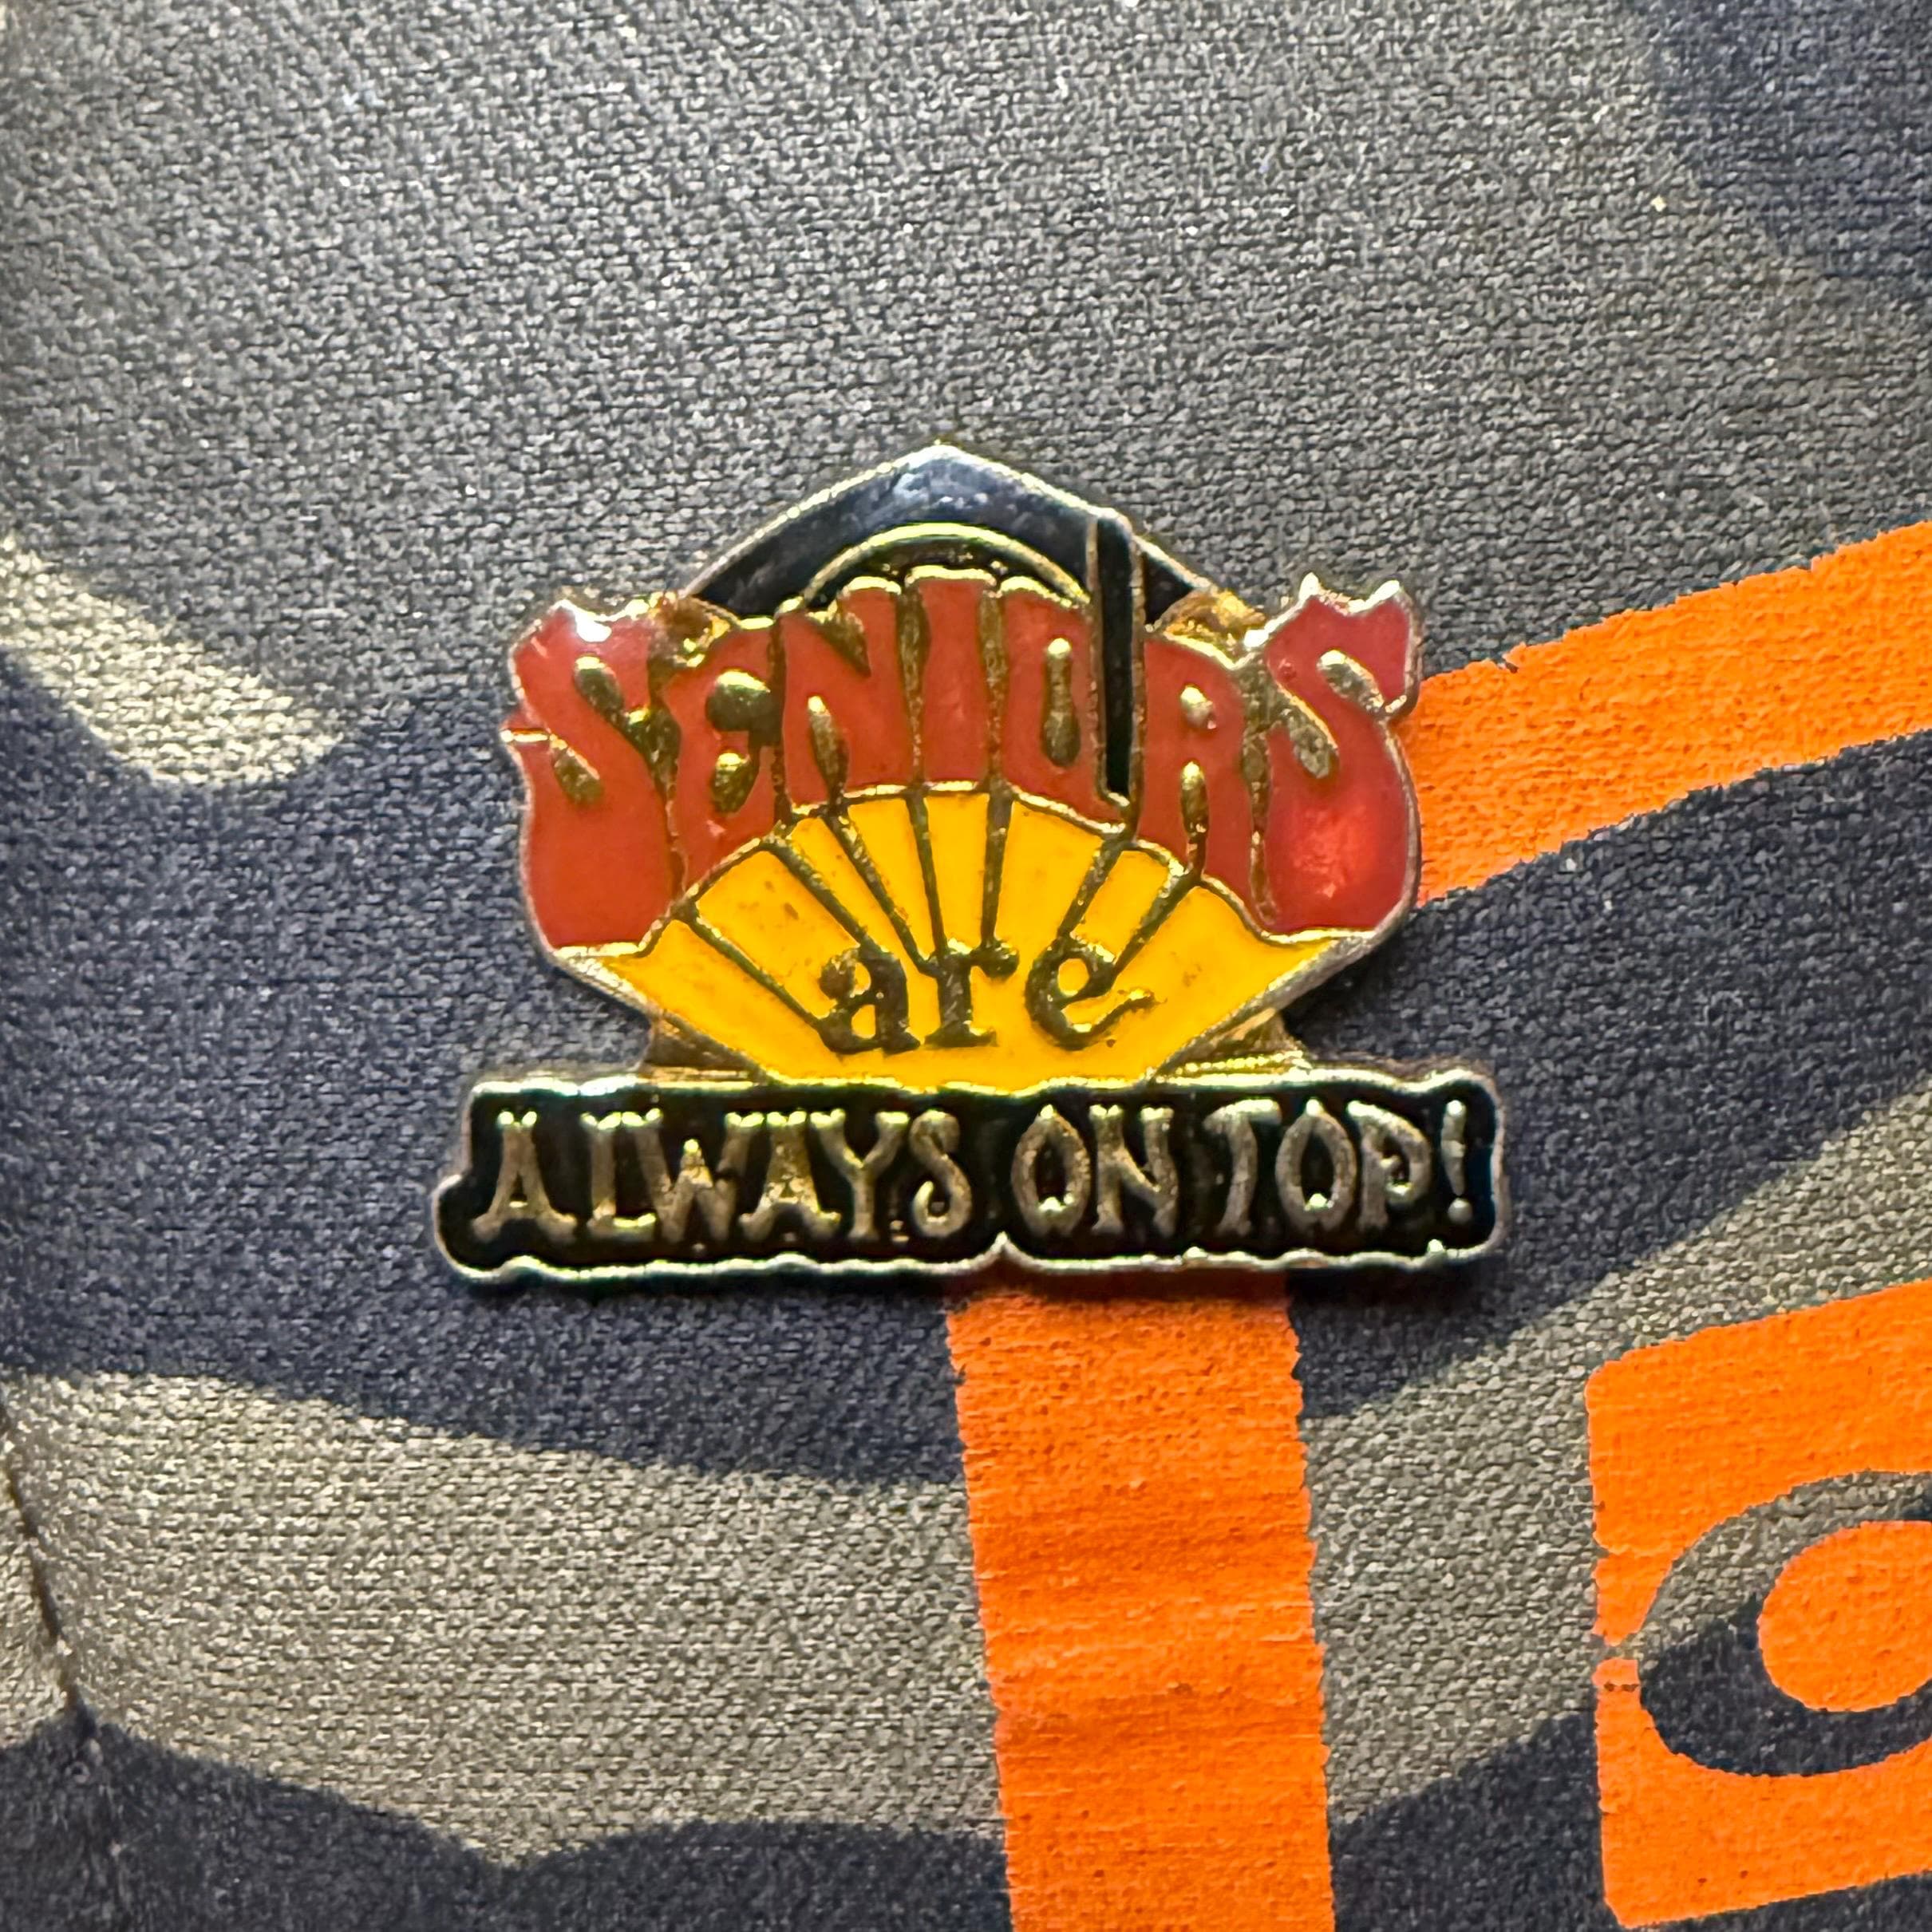 SENIORS
are
ALWAYS ON TOP!